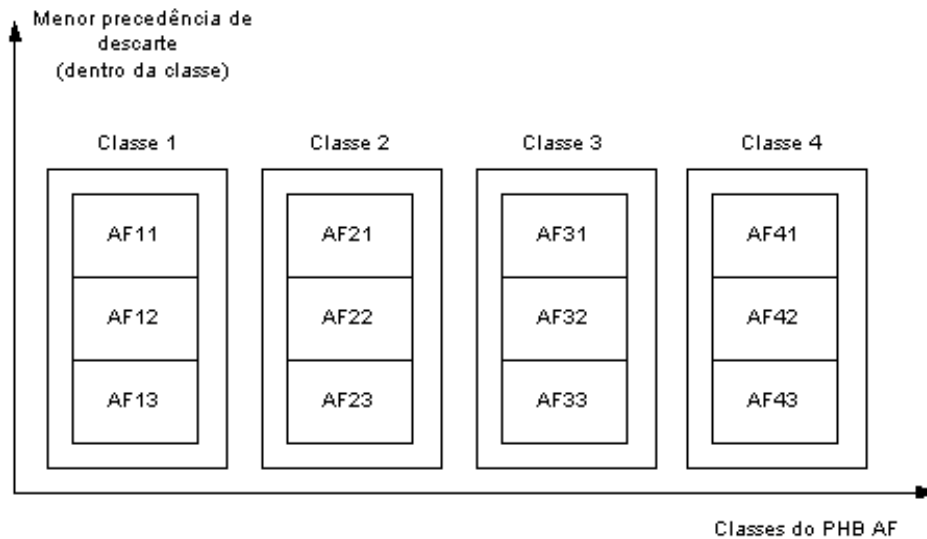 Menor precedência de
descarte
(dentro da classe)
Classe 1
Classe 2
Classe 3
Classe 4
AF11
AF21
AF31
AF41
AF12
AF22
AF32
AF42
AF13
AF23
AF33
AF43
Classes do PHB AF